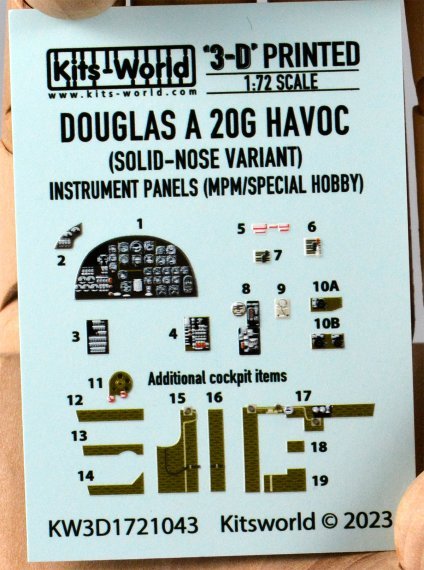 Kits-World
www.kits-world.com
"3-D" PRINTED
1:72 SCALE
DOUGLAS A 20G HAVOC
(SOLID-NOSE VARIANT)
INSTRUMENT PANELS (MPM/SPECIAL HOBBY)
1
2
3
4
5
6
7
8
9
10A
10B
11
Additional cockpit items
12
13
14
15
16
17
18
19
KW3D1721043
Kitsworld © 2023